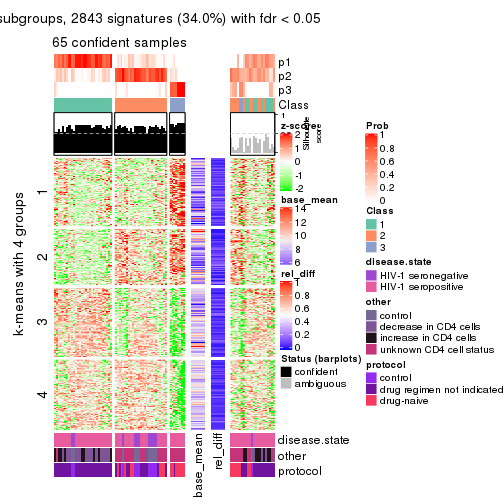 subgroups, 2843 signatures (34.0%) with fdr < 0.05
65 confident samples
p1
p2
p3
Class
1
Silhouette
score
k-means with 4 groups
1
2
3
4
base_mean
rel_diff
disease.state
other
protocol
z-score
2
1
0
-1
-2
base_mean
14
12
10
8
6
rel_diff
1
0.8
0.6
0.4
0.2
0
Status (barplots)
confident
ambiguous
Prob
1
0.8
0.6
0.4
0.2
0
Class
1
2
3
disease.state
HIV-1 seronegative
HIV-1 seropositive
other
control
decrease in CD4 cells
increase in CD4 cells
unknown CD4 cell status
protocol
control
drug regimen not indicated
drug-naive